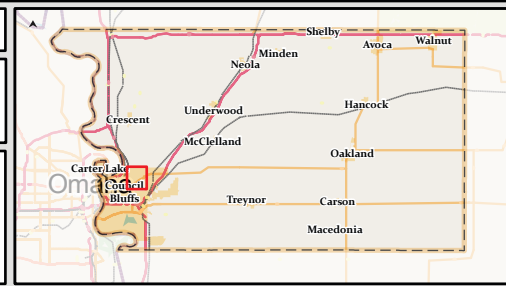 Shelby
Avoca
Walnut
Minden
Neola
Hancock
Underwood
Crescent
McClelland
Oakland
Carter Lake
Omaha
Council
Bluffs
Treynor
Carson
Macedonia